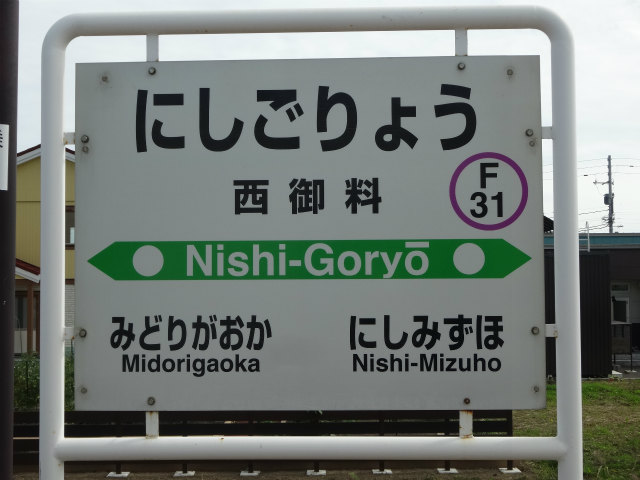 にしごりょう
西御料
F
31
Nishi-Goryō
みどりがおか
Midorigaoka
にしみずほ
Nishi-Mizuho